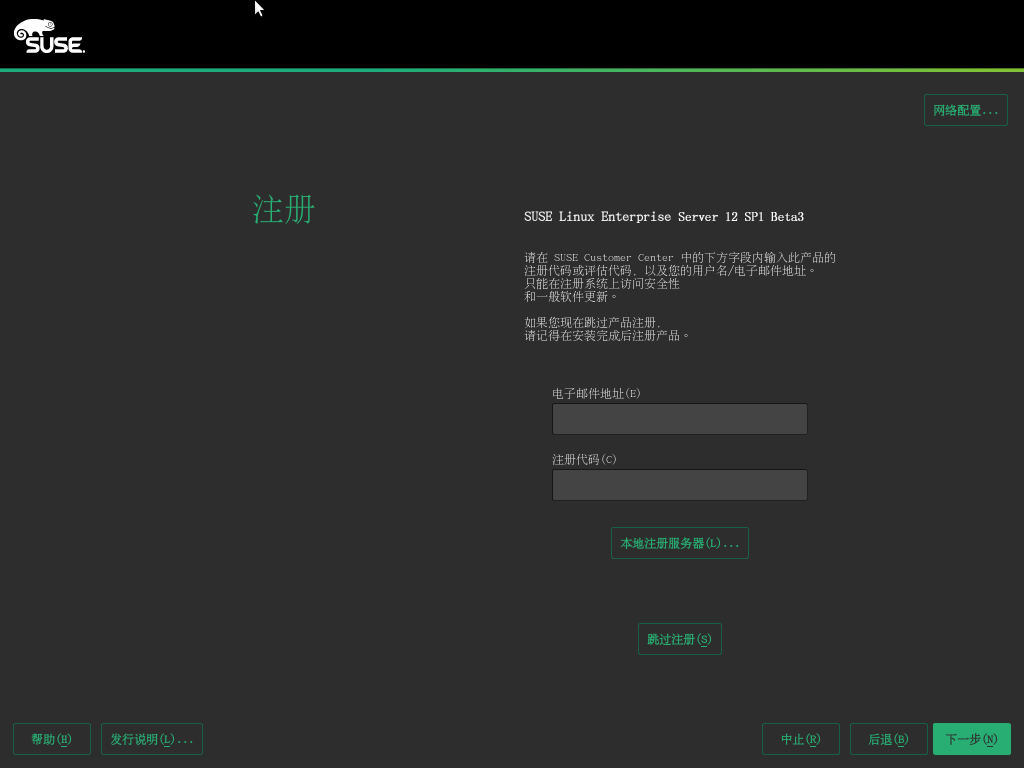 SUSE.
网络配置...
注册
SUSE Linux Enterprise Server 12 SP1 Beta3
请在 SUSE Customer Center 中的下方字段内输入此产品的
注册代码或评估代码，以及您的用户名/电子邮件地址。
只能在注册系统上访问安全性
和一般软件更新。
如果您现在跳过产品注册，
请记得在安装完成后注册产品。
电子邮件地址(E)
注册代码(C)
本地注册服务器(L)...
跳过注册(S)
帮助(H) 发行说明(L)... 中止(R) 后退(B) 下一步(N)